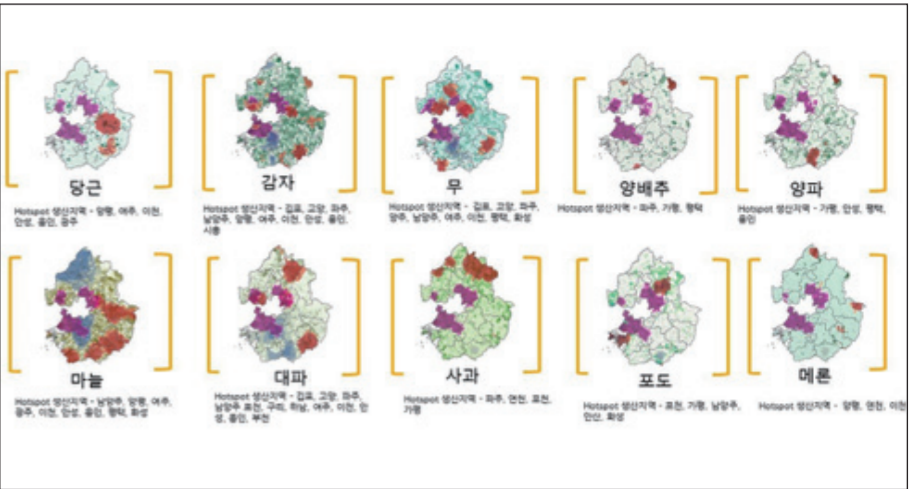 당근
감자
무
양배추
양파
Hotspot 생산지역 - 양평, 여주, 이천,
안성, 용인, 광주
Hotspot 생산지역 - 김포, 고양, 파주,
남양주, 양평, 여주, 이천, 안성, 용인,
시흥
Hotspot 생산지역 - 김포, 고양, 파주,
양주, 남양주, 여주, 이천, 평택, 화성
Hotspot 생산지역 - 파주, 가평, 평택
Hotspot 생산지역 - 가평, 안성, 평택,
용인
마늘
대파
사과
포도
메론
Hotspot 생산지역 - 남양주, 양평, 여주,
광주, 이천, 안성, 용인, 평택, 화성
Hotspot 생산지역 - 김포, 고양, 파주,
남양주 포천, 구리, 하남, 여주, 이천, 안
성, 용인, 부천
Hotspot 생산지역 - 파주, 연천, 포천,
가평
Hotspot 생산지역 - 포천, 가평, 남양주,
안산, 화성
Hotspot 생산지역 - 양평, 연천, 이천